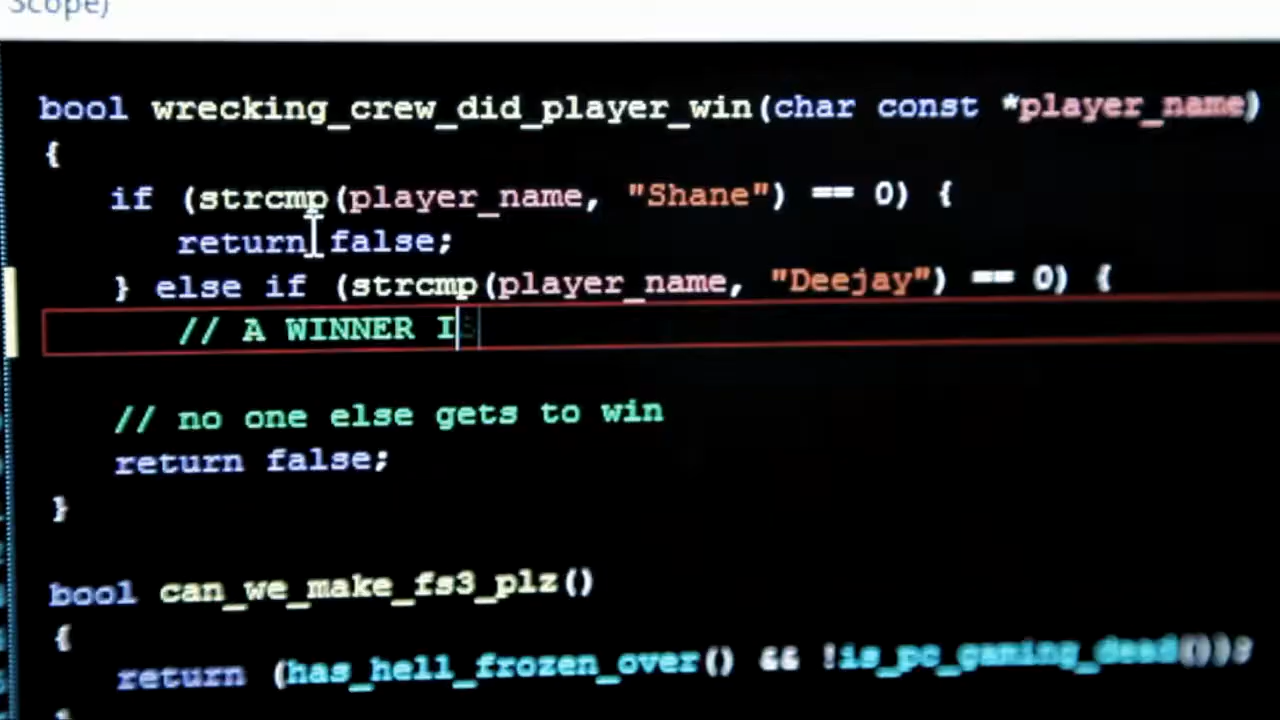 Scope)
bool wrecking_crew_did_player_win(char const *player_name)
{
if (strcmp(player_name, "Shane") == 0) {
return false;
} else if (strcmp(player_name, "Deejay") == 0) {
// A WINNER I
// no one else gets to win
return false;
}
bool can_we_make_fs3_plz()
{
return (has_hell_frozen_over() && !is_pc_gaming_dead());
}